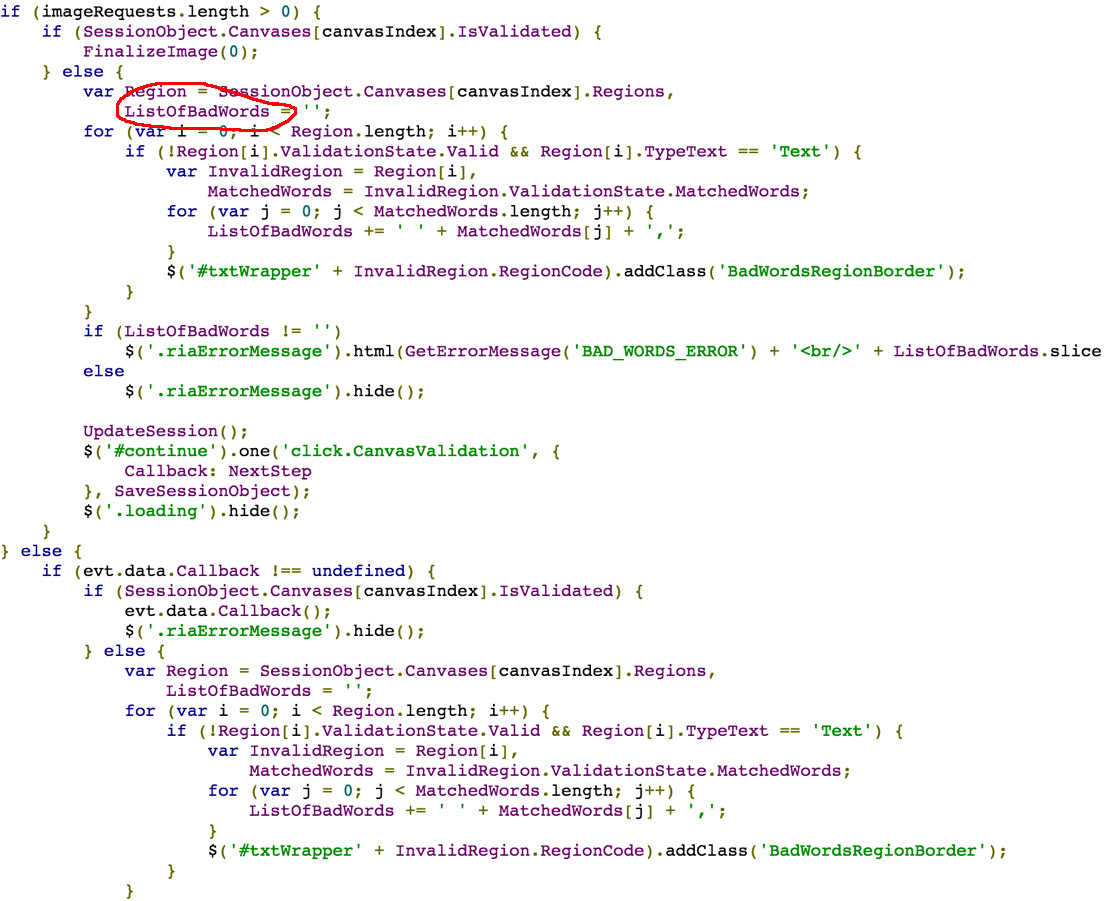 if (imageRequests.length > 0) {
    if (SessionObject.Canvases[canvasIndex].IsValidated) {
        FinalizeImage(0);
    } else {
        var Region = SessionObject.Canvases[canvasIndex].Regions,
            ListOfBadWords = '';
        for (var i = 0; i < Region.length; i++) {
            if (!Region[i].ValidationState.Valid && Region[i].TypeText == 'Text') {
                var InvalidRegion = Region[i],
                    MatchedWords = InvalidRegion.ValidationState.MatchedWords;
                for (var j = 0; j < MatchedWords.length; j++) {
                    ListOfBadWords += ' ' + MatchedWords[j] + ',';
                }
                $('#txtWrapper' + InvalidRegion.RegionCode).addClass('BadWordsRegionBorder');
            }
        }
        if (ListOfBadWords != '')
            $('.riaErrorMessage').html(GetErrorMessage('BAD_WORDS_ERROR') + '<br/>' + ListOfBadWords.slice
        else
            $('.riaErrorMessage').hide();

        UpdateSession();
        $('#continue').one('click.CanvasValidation', {
            Callback: NextStep
        }, SaveSessionObject);
        $('.loading').hide();
    }
} else {
    if (evt.data.Callback !== undefined) {
        if (SessionObject.Canvases[canvasIndex].IsValidated) {
            evt.data.Callback();
            $('.riaErrorMessage').hide();
        } else {
            var Region = SessionObject.Canvases[canvasIndex].Regions,
                ListOfBadWords = '';
            for (var i = 0; i < Region.length; i++) {
                if (!Region[i].ValidationState.Valid && Region[i].TypeText == 'Text') {
                    var InvalidRegion = Region[i],
                        MatchedWords = InvalidRegion.ValidationState.MatchedWords;
                    for (var j = 0; j < MatchedWords.length; j++) {
                        ListOfBadWords += ' ' + MatchedWords[j] + ',';
                    }
                    $('#txtWrapper' + InvalidRegion.RegionCode).addClass('BadWordsRegionBorder');
                }
            }